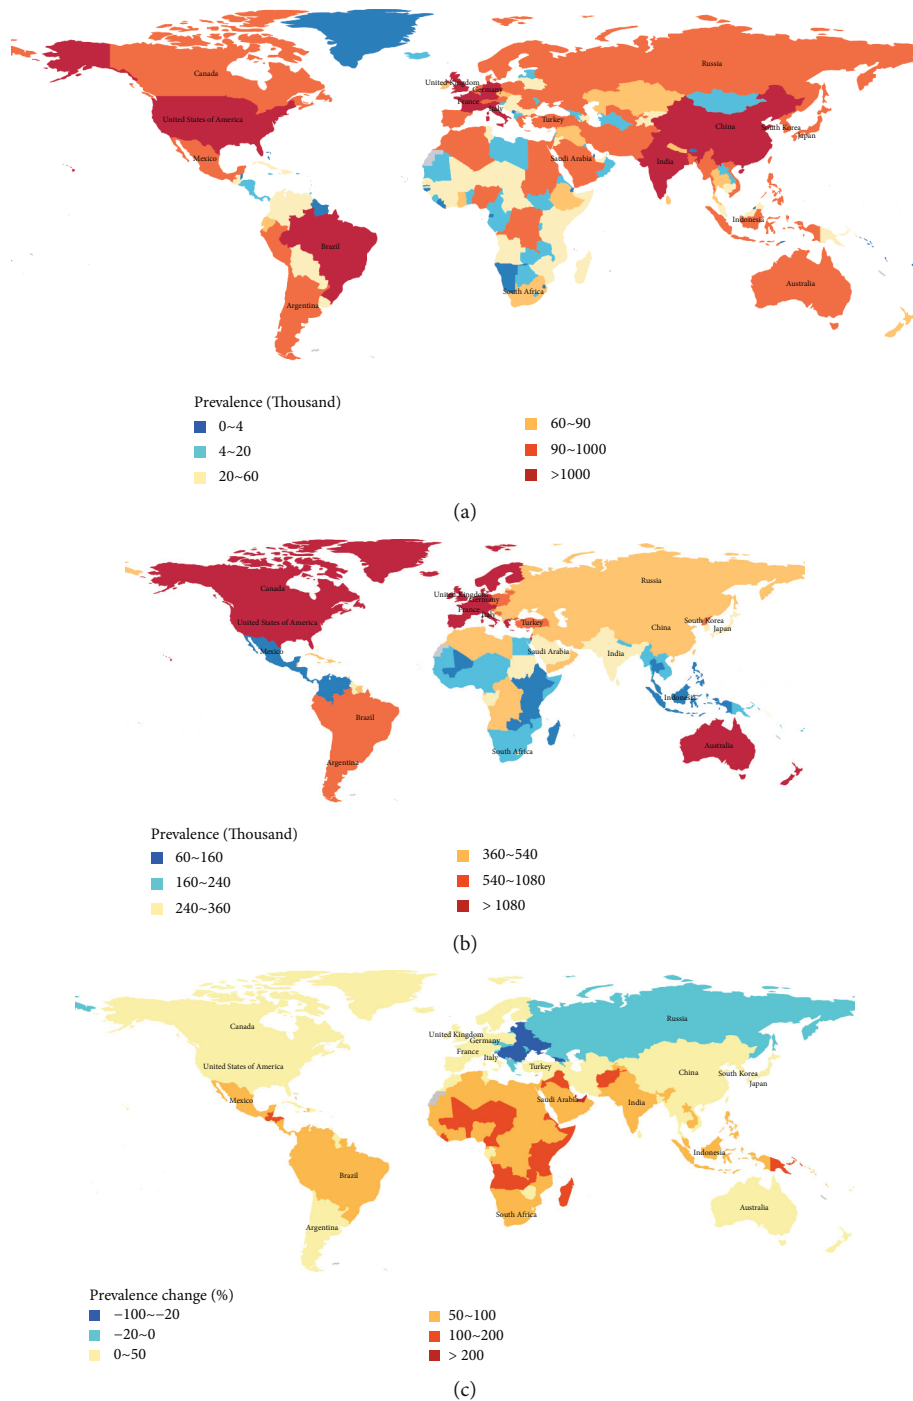 Canada
Russia
United Kingdom
Germany
France
Italy
United States of America
Turkey
China
South Korea
Japan
Mexico
Saudi Arabia
India
Indonesia
Brazil
Australia
South Africa
Argentina
Prevalence (Thousand)
0~4
4~20
20~60
60~90
90~1000
>1000
(a)
Russia
Canada
United Kingdom
Germany
France
Italy
United States of America
Turkey
China
South Korea
Japan
Mexico
Saudi Arabia
India
Indonesia
Brazil
Australia
South Africa
Argentina
Prevalence (Thousand)
60~160
160~240
240~360
360~540
540~1080
> 1080
(b)
Russia
Canada
United Kingdom
Germany
France
Italy
United States of America
Turkey
China
South Korea
Japan
Mexico
Saudi Arabia
India
Indonesia
Brazil
Australia
South Africa
Argentina
Prevalence change (%)
−100~−20
−20~0
0~50
50~100
100~200
> 200
(c)